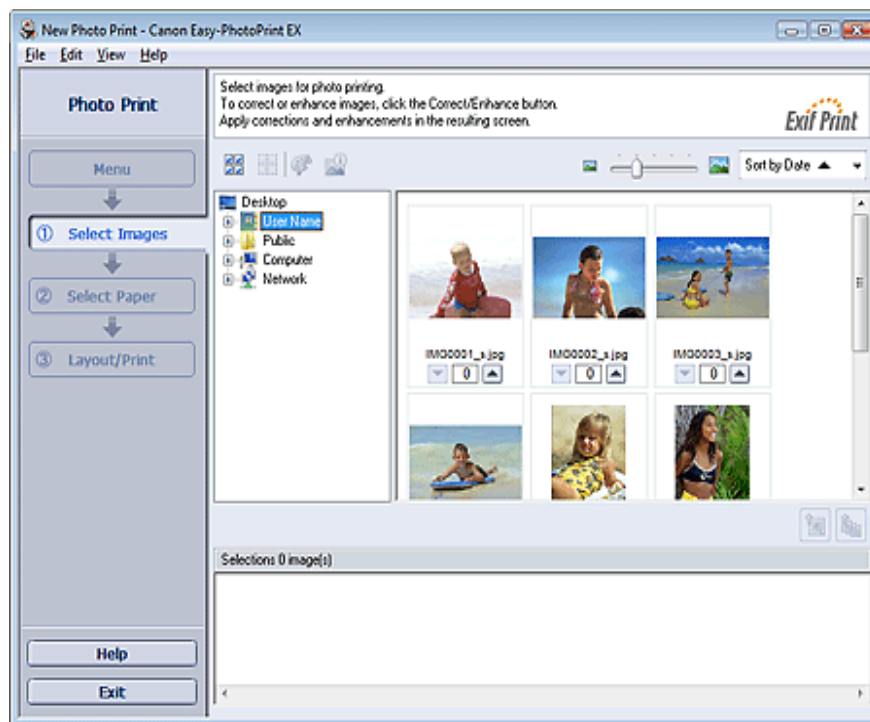 New Photo Print - Canon Easy-PhotoPrint EX
File Edit View Help
Photo Print
Select images for photo printing.
To correct or enhance images, click the Correct/Enhance button.
Apply corrections and enhancements in the resulting screen.
Exif Print
Menu
① Select Images
② Select Paper
③ Layout/Print
Sort by Date
Desktop
User Name
Public
Computer
Network
IMG0001_s.jpg
0
IMG0002_s.jpg
0
IMG0003_s.jpg
0
Selections 0 image(s)
Help
Exit